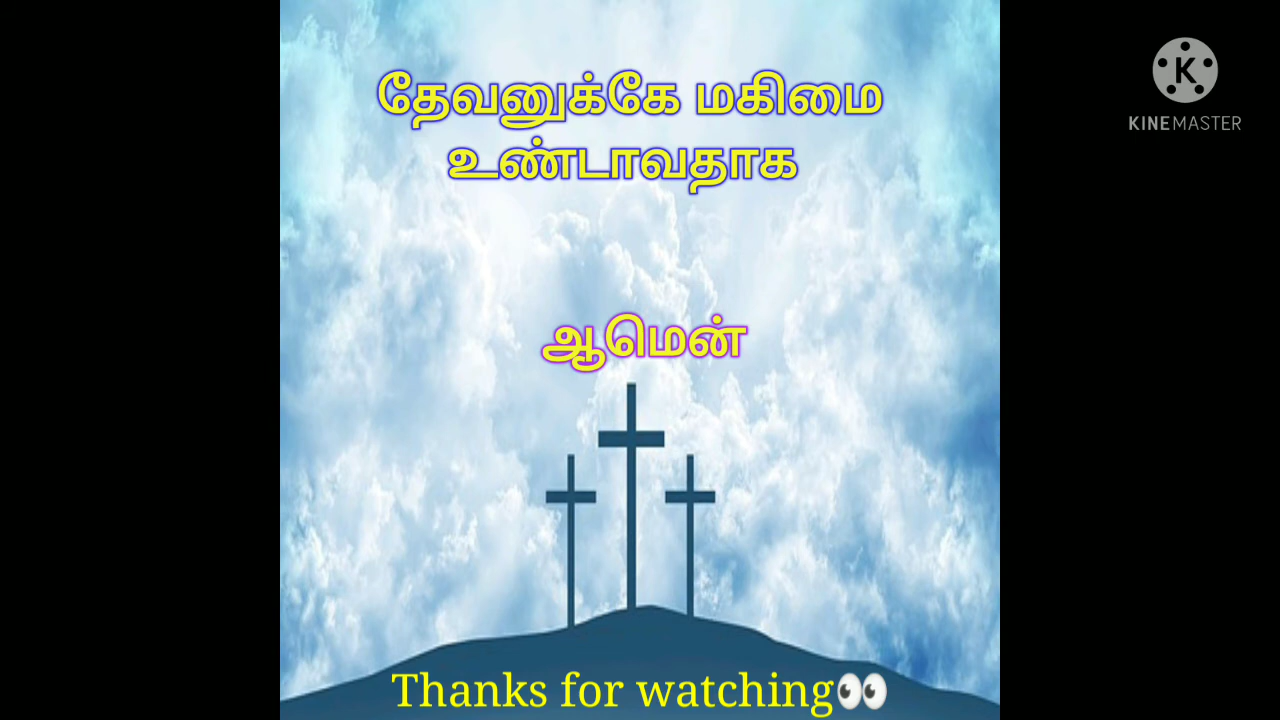 தேவனுக்கே மகிமை
உண்டாவதாக
ஆமென்
Thanks for watching👀
KINEMASTER